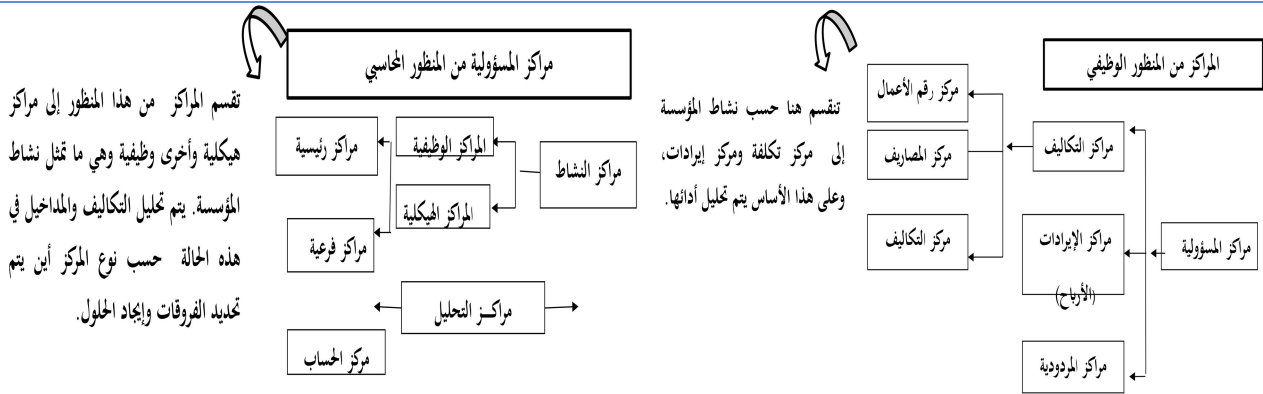 المراكز من المنظور الوظيفي
مراكز المسؤولية
مراكز التكاليف
مراكز الإيرادات
(الأرباح)
مراكز المردودية
مركز رقم الأعمال
مركز المصاريف
مركز التكاليف
تنقسم هنا حسب نشاط المؤسسة
إلى مركز تكلفة ومركز إيرادات،
وعلى هذا الأساس يتم تحليل أدائها.
مراكز المسؤولية من المنظور المحاسبي
مراكز النشاط
المراكز الوظيفية
المراكز الهيكلية
مراكز رئيسية
مراكز فرعية
مراكــز التحليل
مركز الحساب
تقسم المراكز من هذا المنظور إلى مراكز
هيكلية وأخرى وظيفية وهي ما تمثل نشاط
المؤسسة. يتم تحليل التكاليف والمداخيل في
هذه الحالة حسب نوع المركز أين يتم
تحديد الفروقات وإيجاد الحلول.